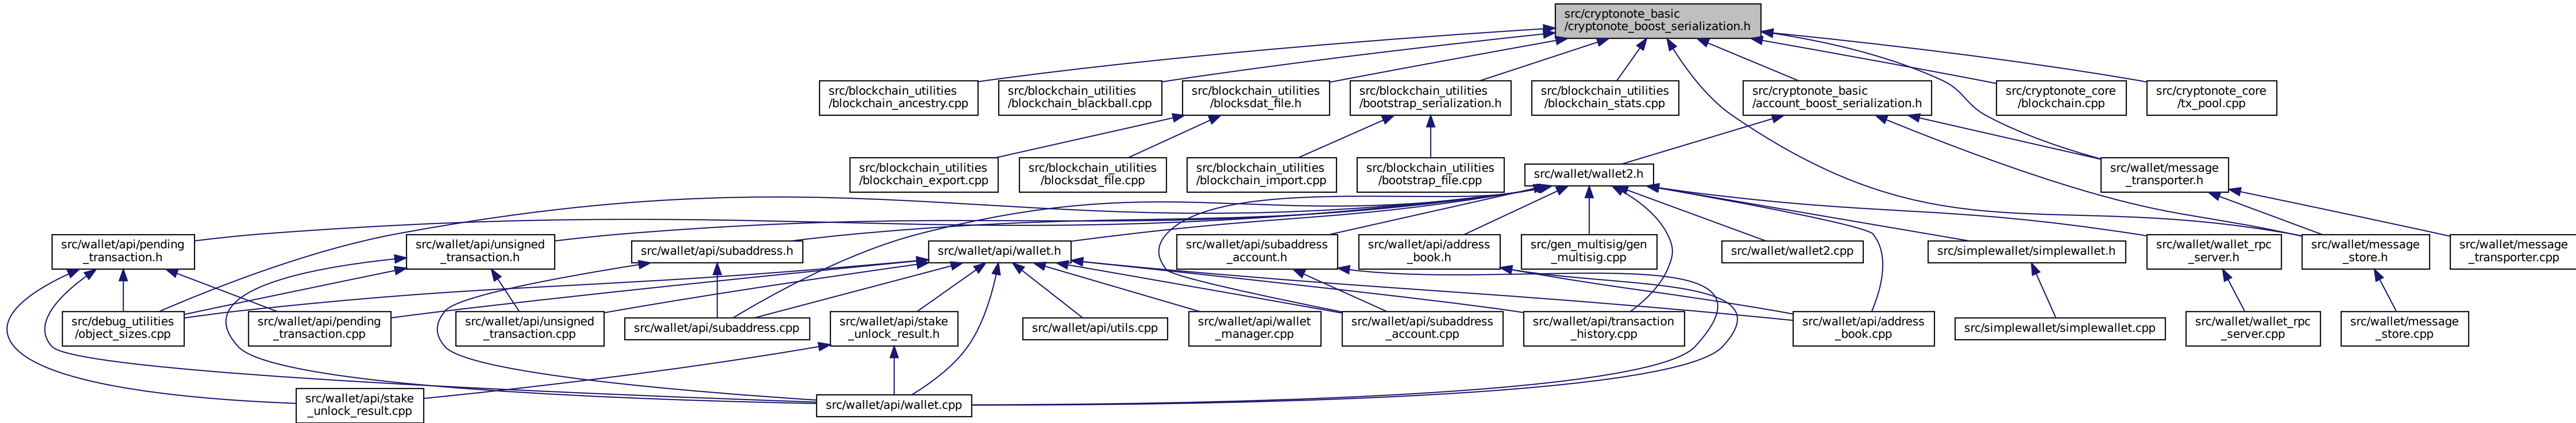 src/cryptonote_basic
/cryptonote_boost_serialization.h
src/blockchain_utilities
/blockchain_ancestry.cpp
src/blockchain_utilities
/blockchain_blackball.cpp
src/blockchain_utilities
/blocksdat_file.h
src/blockchain_utilities
/bootstrap_serialization.h
src/blockchain_utilities
/blockchain_stats.cpp
src/cryptonote_basic
/account_boost_serialization.h
src/cryptonote_core
/blockchain.cpp
src/cryptonote_core
/tx_pool.cpp
src/blockchain_utilities
/blockchain_export.cpp
src/blockchain_utilities
/blocksdat_file.cpp
src/blockchain_utilities
/blockchain_import.cpp
src/blockchain_utilities
/bootstrap_file.cpp
src/wallet/wallet2.h
src/wallet/message
_transporter.h
src/wallet/api/pending
_transaction.h
src/wallet/api/unsigned
_transaction.h
src/wallet/api/subaddress.h
src/wallet/api/wallet.h
src/wallet/api/subaddress
_account.h
src/wallet/api/address
_book.h
src/gen_multisig/gen
_multisig.cpp
src/wallet/wallet2.cpp
src/simplewallet/simplewallet.h
src/wallet/wallet_rpc
_server.h
src/wallet/message
_store.h
src/wallet/message
_transporter.cpp
src/debug_utilities
/object_sizes.cpp
src/wallet/api/pending
_transaction.cpp
src/wallet/api/unsigned
_transaction.cpp
src/wallet/api/subaddress.cpp
src/wallet/api/stake
_unlock_result.h
src/wallet/api/utils.cpp
src/wallet/api/wallet
_manager.cpp
src/wallet/api/subaddress
_account.cpp
src/wallet/api/transaction
_history.cpp
src/wallet/api/address
_book.cpp
src/simplewallet/simplewallet.cpp
src/wallet/wallet_rpc
_server.cpp
src/wallet/message
_store.cpp
src/wallet/api/stake
_unlock_result.cpp
src/wallet/api/wallet.cpp